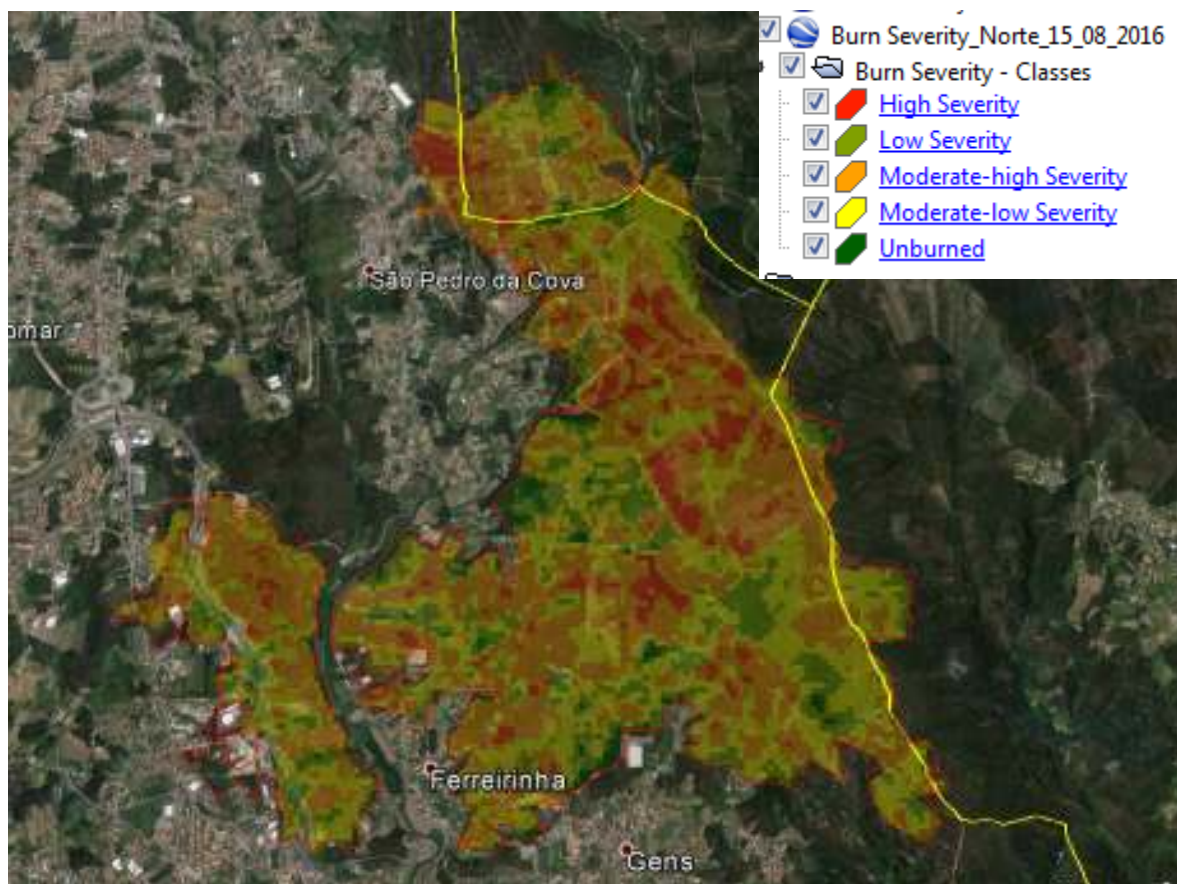 Burn Severity_Norte_15_08_2016
Burn Severity - Classes
High Severity
Low Severity
Moderate-high Severity
Moderate-low Severity
Unburned
São Pedro da Cova
omar
Ferreirinha
Gens